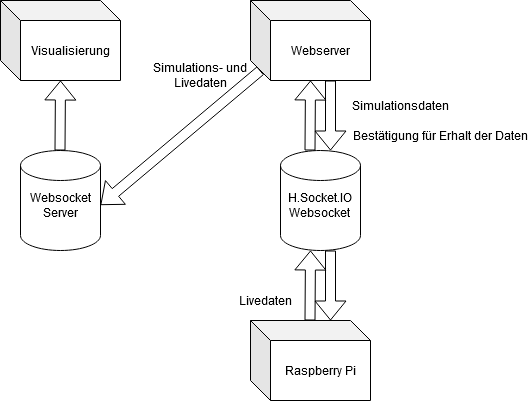 Visualisierung
Webserver
Simulations- und
Livedaten
Simulationsdaten
Bestätigung für Erhalt der Daten
Websocket
Server
H.Socket.IO
Websocket
Livedaten
Raspberry Pi